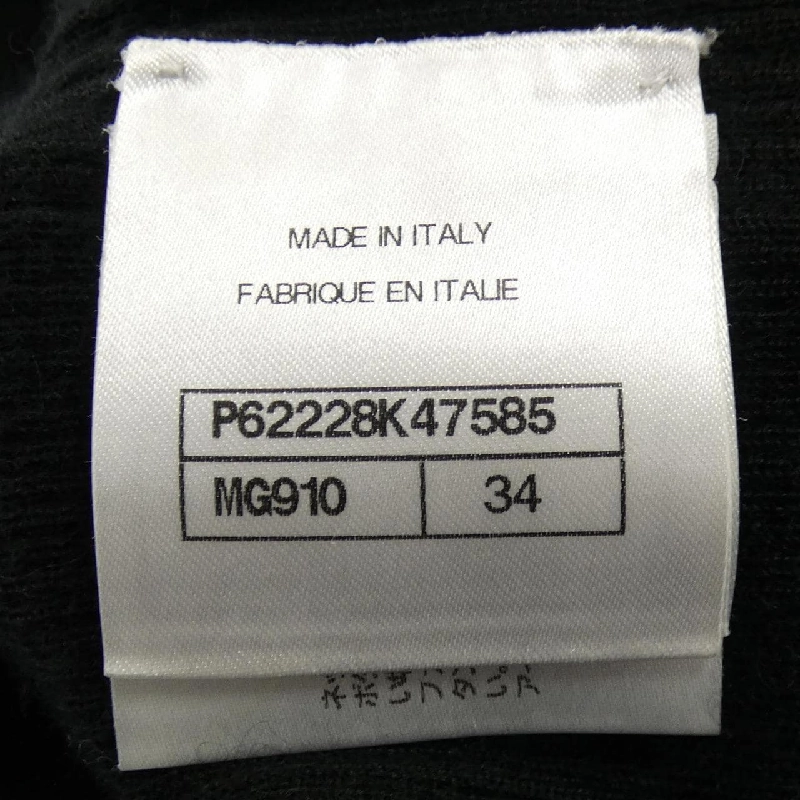 MADE IN ITALY
FABRIQUE EN ITALIE
P62228K47585
MG910 34